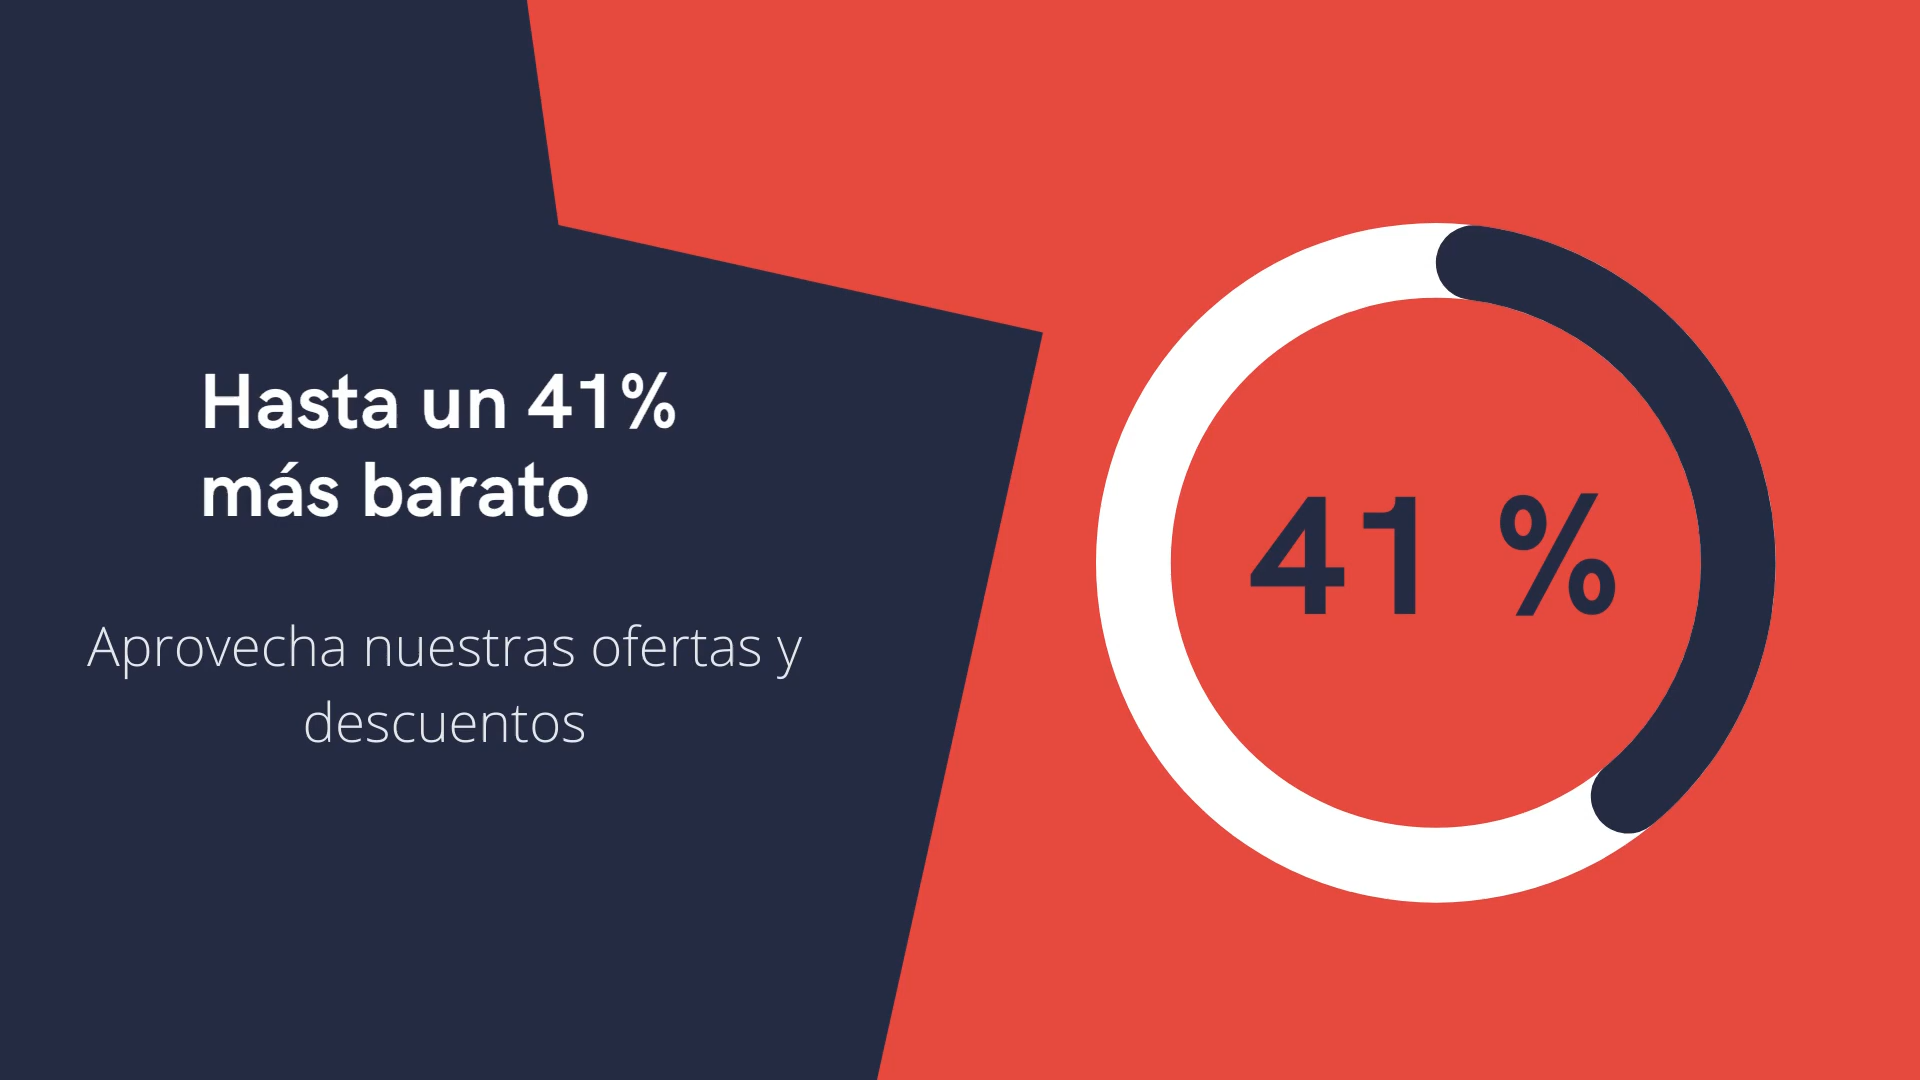 Hasta un 41%
más barato
Aprovecha nuestras ofertas y
descuentos
41 %